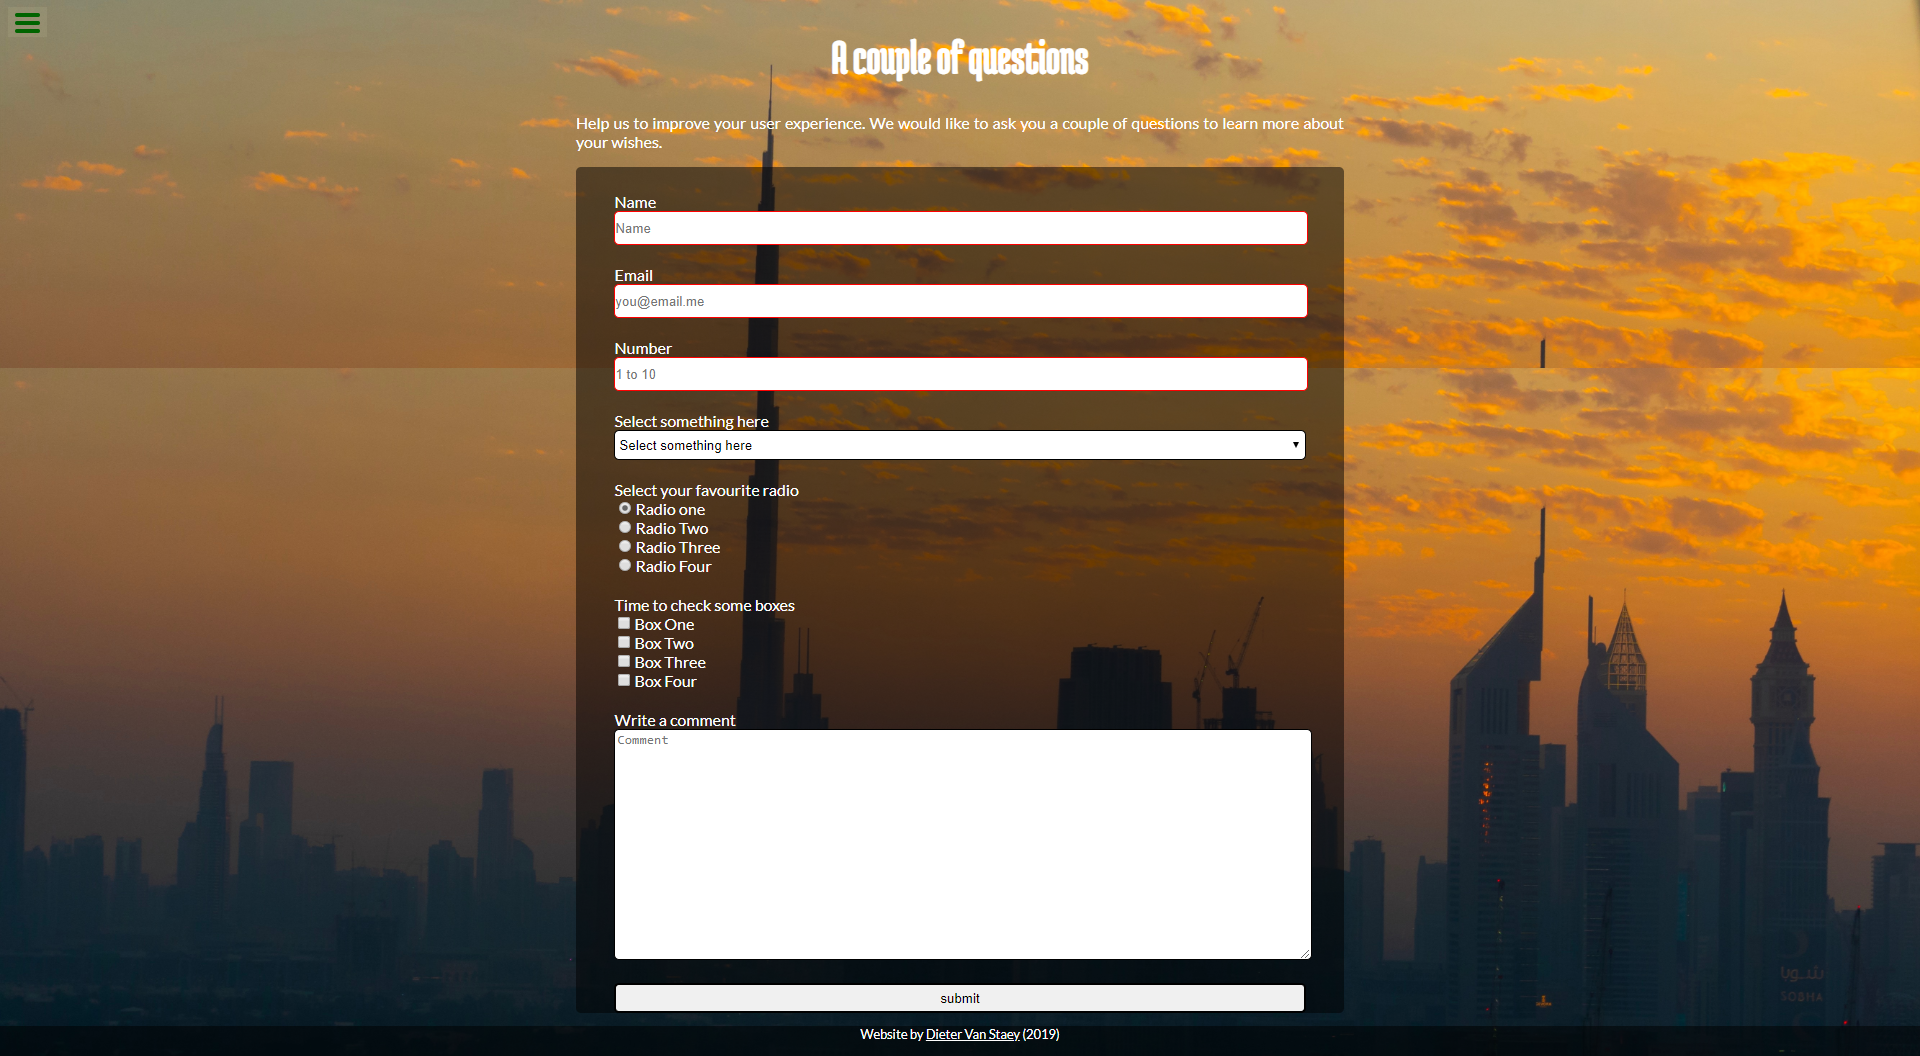 A couple of questions
Help us to improve your user experience. We would like to ask you a couple of questions to learn more about
your wishes.
Name
Name
Email
you@email.me
Number
1 to 10
Select something here
Select something here
Select your favourite radio
Radio one
Radio Two
Radio Three
Radio Four
Time to check some boxes
Box One
Box Two
Box Three
Box Four
Write a comment
Comment
شوبا
SOBHA
submit
Website by Dieter Van Staey (2019)